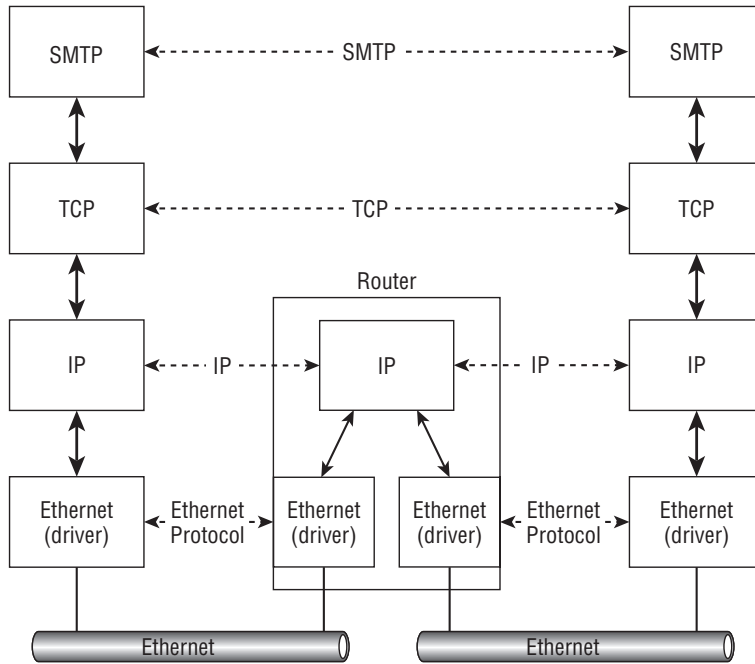 SMTP
SMTP
SMTP
TCP
TCP
TCP
Router
IP
IP
IP
IP
IP
Ethernet
(driver)
Ethernet
Protocol
Ethernet
(driver)
Ethernet
(driver)
Ethernet
Protocol
Ethernet
(driver)
Ethernet
Ethernet